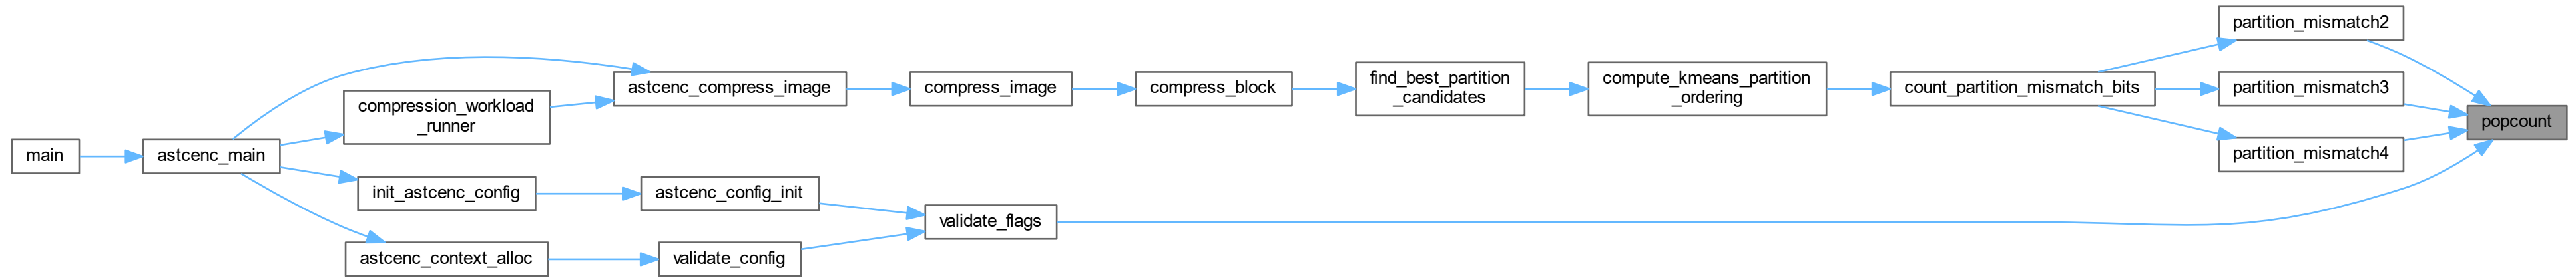 main
astcenc_main
compression_workload
_runner
init_astcenc_config
astcenc_context_alloc
astcenc_compress_image
astcenc_config_init
validate_config
compress_image
validate_flags
compress_block
find_best_partition
_candidates
compute_kmeans_partition
_ordering
count_partition_mismatch_bits
partition_mismatch2
partition_mismatch3
partition_mismatch4
popcount